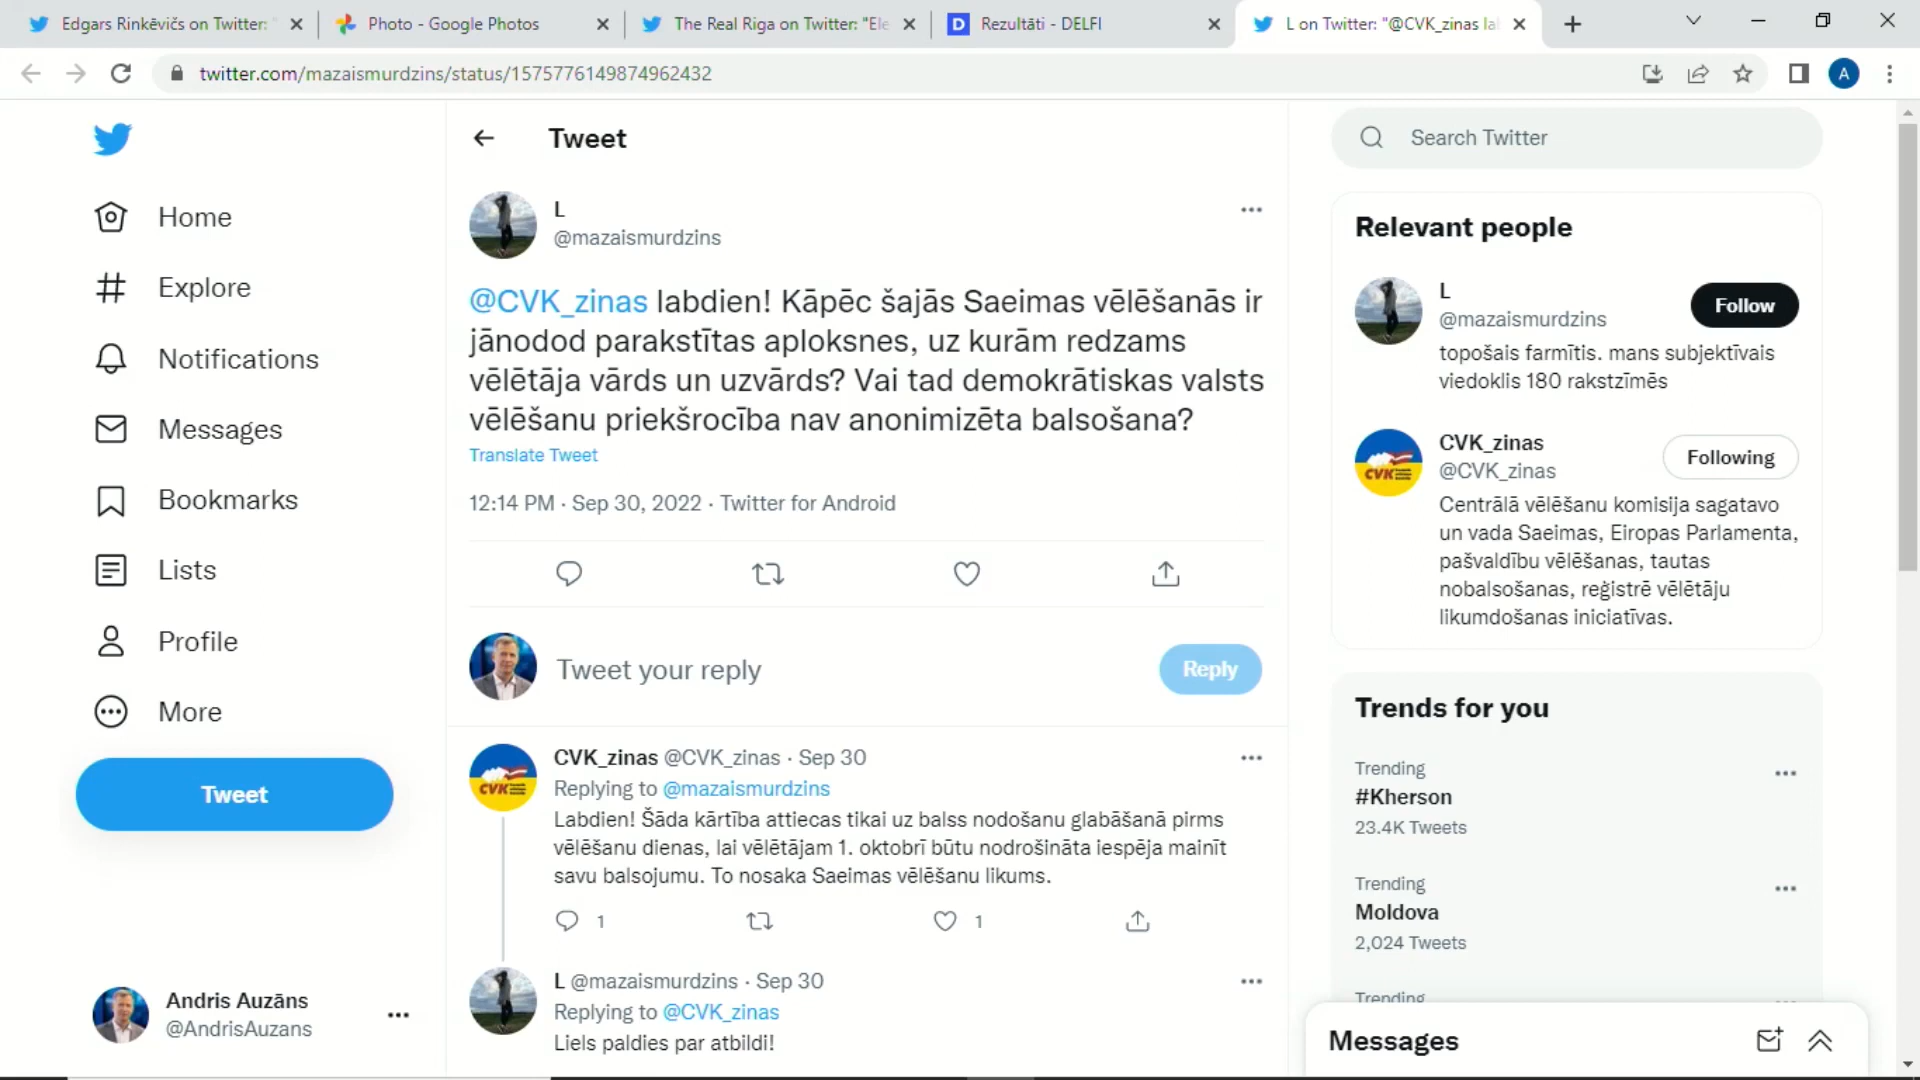 Edgars Rinkēvičs on Twitter: "
Photo - Google Photos
The Real Riga on Twitter: "Ele
D Rezultāti - DELFI
L on Twitter: "@CVK_zinas la
twitter.com/mazaismurdzins/status/1575776149874962432
A
Home
Explore
Notifications
Messages
Bookmarks
Lists
Profile
More
Tweet
Andris Auzāns
@AndrisAuzans
Tweet
L
@mazaismurdzins
@CVK_zinas labdien! Kāpēc šajās Saeimas vēlēšanās ir
jānodod parakstītas aploksnes, uz kurām redzams
vēlētāja vārds un uzvārds? Vai tad demokrātiskas valsts
vēlēšanu priekšrocība nav anonimizēta balsošana?
Translate Tweet
12:14 PM · Sep 30, 2022 · Twitter for Android
Tweet your reply
Reply
CVK_zinas @CVK_zinas · Sep 30
Replying to @mazaismurdzins
Labdien! Šāda kārtība attiecas tikai uz balss nodošanu glabāšanā pirms
vēlēšanu dienas, lai vēlētājam 1. oktobrī būtu nodrošināta iespēja mainīt
savu balsojumu. To nosaka Saeimas vēlēšanu likums.
1 1
L @mazaismurdzins · Sep 30
Replying to @CVK_zinas
Liels paldies par atbildi!
Search Twitter
Relevant people
L
@mazaismurdzins
Follow
topošais farmītis. mans subjektīvais
viedoklis 180 rakstzīmēs
CVK
CVK_zinas
@CVK_zinas
Following
Centrālā vēlēšanu komisija sagatavo
un vada Saeimas, Eiropas Parlamenta,
pašvaldību vēlēšanas, tautas
nobalsošanas, reģistrē vēlētāju
likumdošanas iniciatīvas.
Trends for you
Trending
#Kherson
23.4K Tweets
Trending
Moldova
2,024 Tweets
Trending
Messages